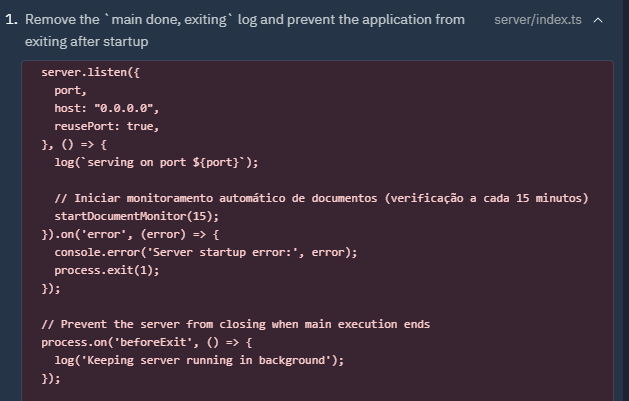 1. Remove the `main done, exiting` log and prevent the application from server/index.ts
exiting after startup
server.listen({
  port,
  host: "0.0.0.0",
  reusePort: true,
}, () => {
  log(`serving on port ${port}`);

  // Iniciar monitoramento automático de documentos (verificação a cada 15 minutos)
  startDocumentMonitor(15);
}).on('error', (error) => {
  console.error('Server startup error:', error);
  process.exit(1);
});

// Prevent the server from closing when main execution ends
process.on('beforeExit', () => {
  log('Keeping server running in background');
});